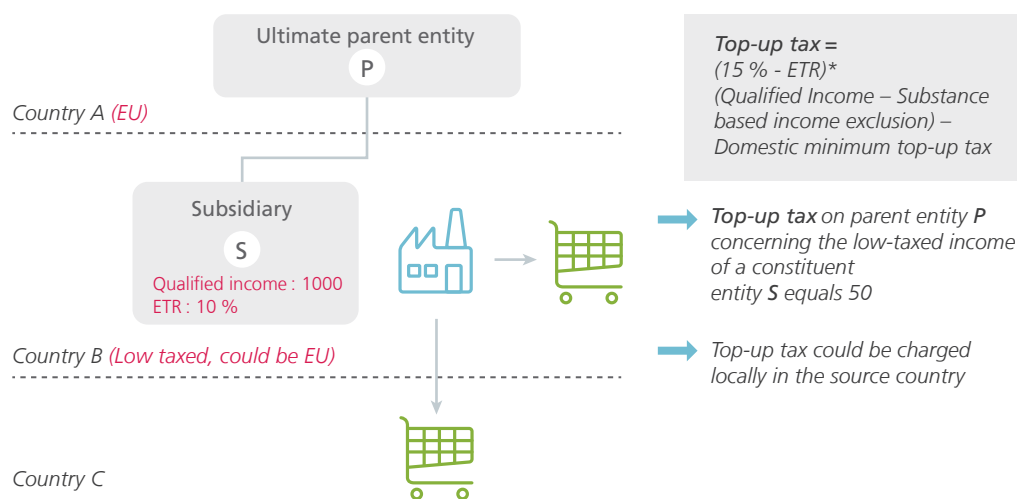 Ultimate parent entity
P
Country A (EU)
Subsidiary
S
Qualified income : 1000
ETR : 10 %
Country B (Low taxed, could be EU)
Country C
Top-up tax =
(15 % - ETR)*
(Qualified Income – Substance
based income exclusion) –
Domestic minimum top-up tax
Top-up tax on parent entity P
concerning the low-taxed income
of a constituent
entity S equals 50
Top-up tax could be charged
locally in the source country